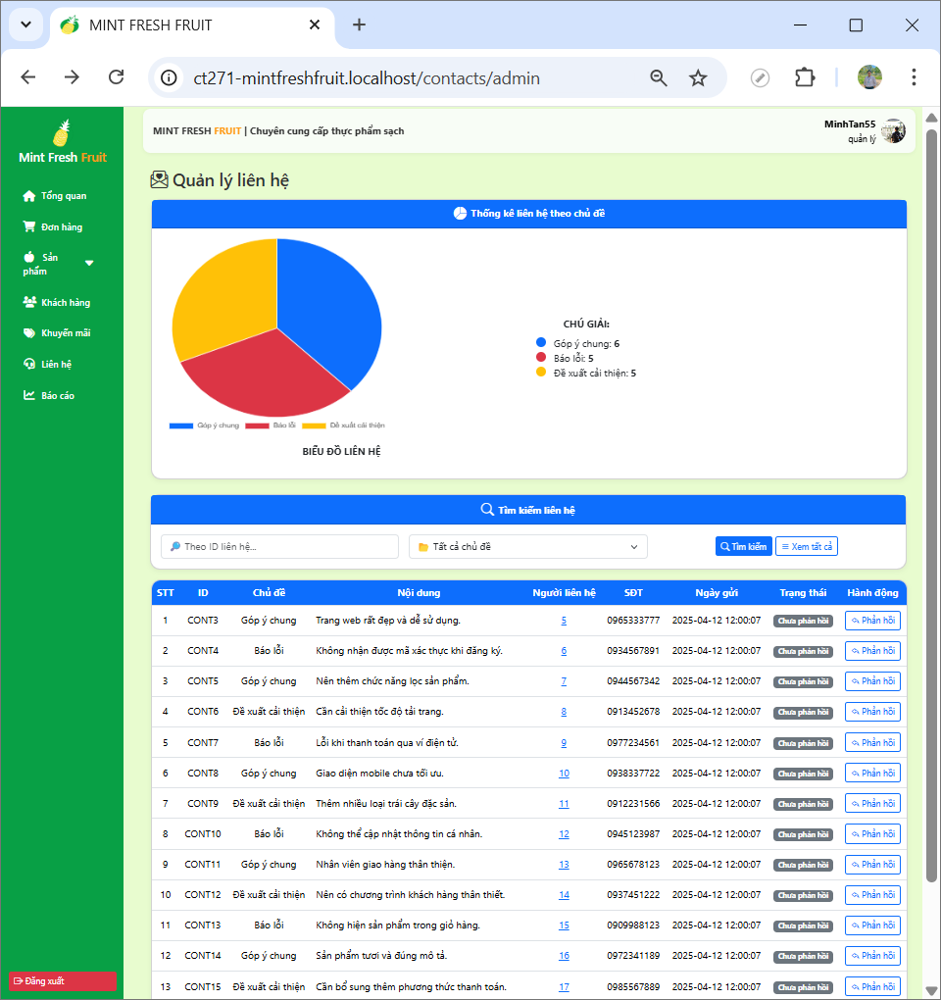 MINT FRESH FRUIT
ct271-mintfreshfruit.localhost/contacts/admin
Mint Fresh Fruit
Tổng quan
Đơn hàng
Sản
phẩm
Khách hàng
Khuyến mãi
Liên hệ
Báo cáo
Đăng xuất
MINT FRESH FRUIT | Chuyên cung cấp thực phẩm sạch
MinhTan55
quản lý
Quản lý liên hệ
Thống kê liên hệ theo chủ đề
Góp ý chung Báo lỗi Đề xuất cải thiện
BIỂU ĐỒ LIÊN HỆ
CHÚ GIẢI:
Góp ý chung: 6
Báo lỗi: 5
Đề xuất cải thiện: 5
Tìm kiếm liên hệ
Theo ID liên hệ... Tất cả chủ đề Tìm kiếm Xem tất cả
STT ID Chủ đề Nội dung Người liên hệ SĐT Ngày gửi Trạng thái Hành động
1 CONT3 Góp ý chung Trang web rất đẹp và dễ sử dụng. 5 0965333777 2025-04-12 12:00:07 Chưa phản hồi Phản hồi
2 CONT4 Báo lỗi Không nhận được mã xác thực khi đăng ký. 6 0934567891 2025-04-12 12:00:07 Chưa phản hồi Phản hồi
3 CONT5 Góp ý chung Nên thêm chức năng lọc sản phẩm. 7 0944567342 2025-04-12 12:00:07 Chưa phản hồi Phản hồi
4 CONT6 Đề xuất cải thiện Cần cải thiện tốc độ tải trang. 8 0913452678 2025-04-12 12:00:07 Chưa phản hồi Phản hồi
5 CONT7 Báo lỗi Lỗi khi thanh toán qua ví điện tử. 9 0977234561 2025-04-12 12:00:07 Chưa phản hồi Phản hồi
6 CONT8 Góp ý chung Giao diện mobile chưa tối ưu. 10 0938337722 2025-04-12 12:00:07 Chưa phản hồi Phản hồi
7 CONT9 Đề xuất cải thiện Thêm nhiều loại trái cây đặc sản. 11 0912231566 2025-04-12 12:00:07 Chưa phản hồi Phản hồi
8 CONT10 Báo lỗi Không thể cập nhật thông tin cá nhân. 12 0945123987 2025-04-12 12:00:07 Chưa phản hồi Phản hồi
9 CONT11 Góp ý chung Nhân viên giao hàng thân thiện. 13 0965678123 2025-04-12 12:00:07 Chưa phản hồi Phản hồi
10 CONT12 Đề xuất cải thiện Nên có chương trình khách hàng thân thiết. 14 0937451222 2025-04-12 12:00:07 Chưa phản hồi Phản hồi
11 CONT13 Báo lỗi Không hiện sản phẩm trong giỏ hàng. 15 0909988123 2025-04-12 12:00:07 Chưa phản hồi Phản hồi
12 CONT14 Góp ý chung Sản phẩm tươi và đúng mô tả. 16 0972341189 2025-04-12 12:00:07 Chưa phản hồi Phản hồi
13 CONT15 Đề xuất cải thiện Cần bổ sung thêm phương thức thanh toán. 17 0985567889 2025-04-12 12:00:07 Chưa phản hồi Phản hồi